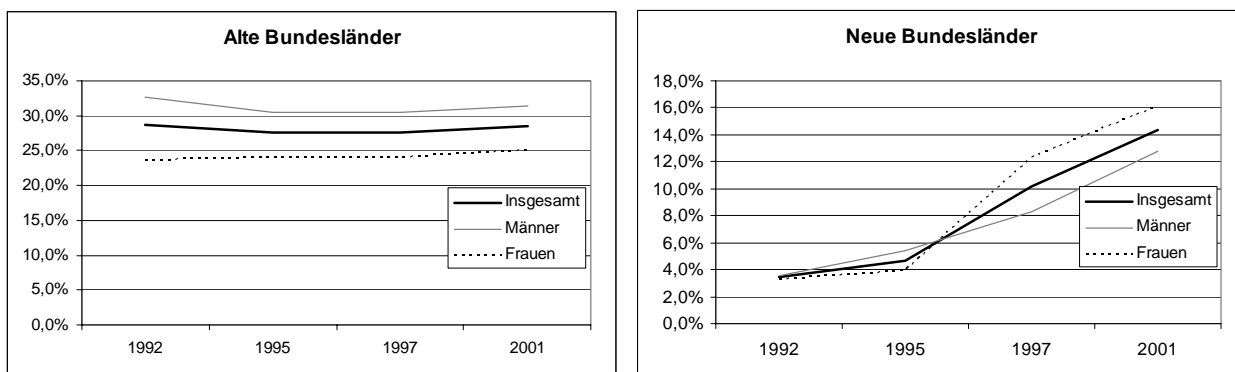 Alte Bundesländer
35,0%
30,0%
25,0%
20,0%
15,0%
10,0%
5,0%
0,0%
Insgesamt
Männer
Frauen
1992 1995 1997 2001
Neue Bundesländer
18,0%
16,0%
14,0%
12,0%
10,0%
8,0%
6,0%
4,0%
2,0%
0,0%
Insgesamt
Männer
Frauen
1992 1995 1997 2001